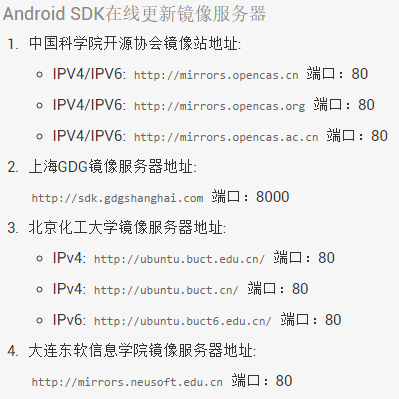 Android SDK在线更新镜像服务器
1. 中国科学院开源协会镜像站地址:
IPV4/IPV6: http://mirrors.opencas.cn 端口：80
IPV4/IPV6: http://mirrors.opencas.org 端口：80
IPV4/IPV6: http://mirrors.opencas.ac.cn 端口：80
2. 上海GDG镜像服务器地址:
http://sdk.gdgshanghai.com 端口：8000
3. 北京化工大学镜像服务器地址:
IPv4: http://ubuntu.buct.edu.cn/ 端口：80
IPv4: http://ubuntu.buct.cn/ 端口：80
IPv6: http://ubuntu.buct6.edu.cn/ 端口：80
4. 大连东软信息学院镜像服务器地址:
http://mirrors.neusoft.edu.cn 端口：80